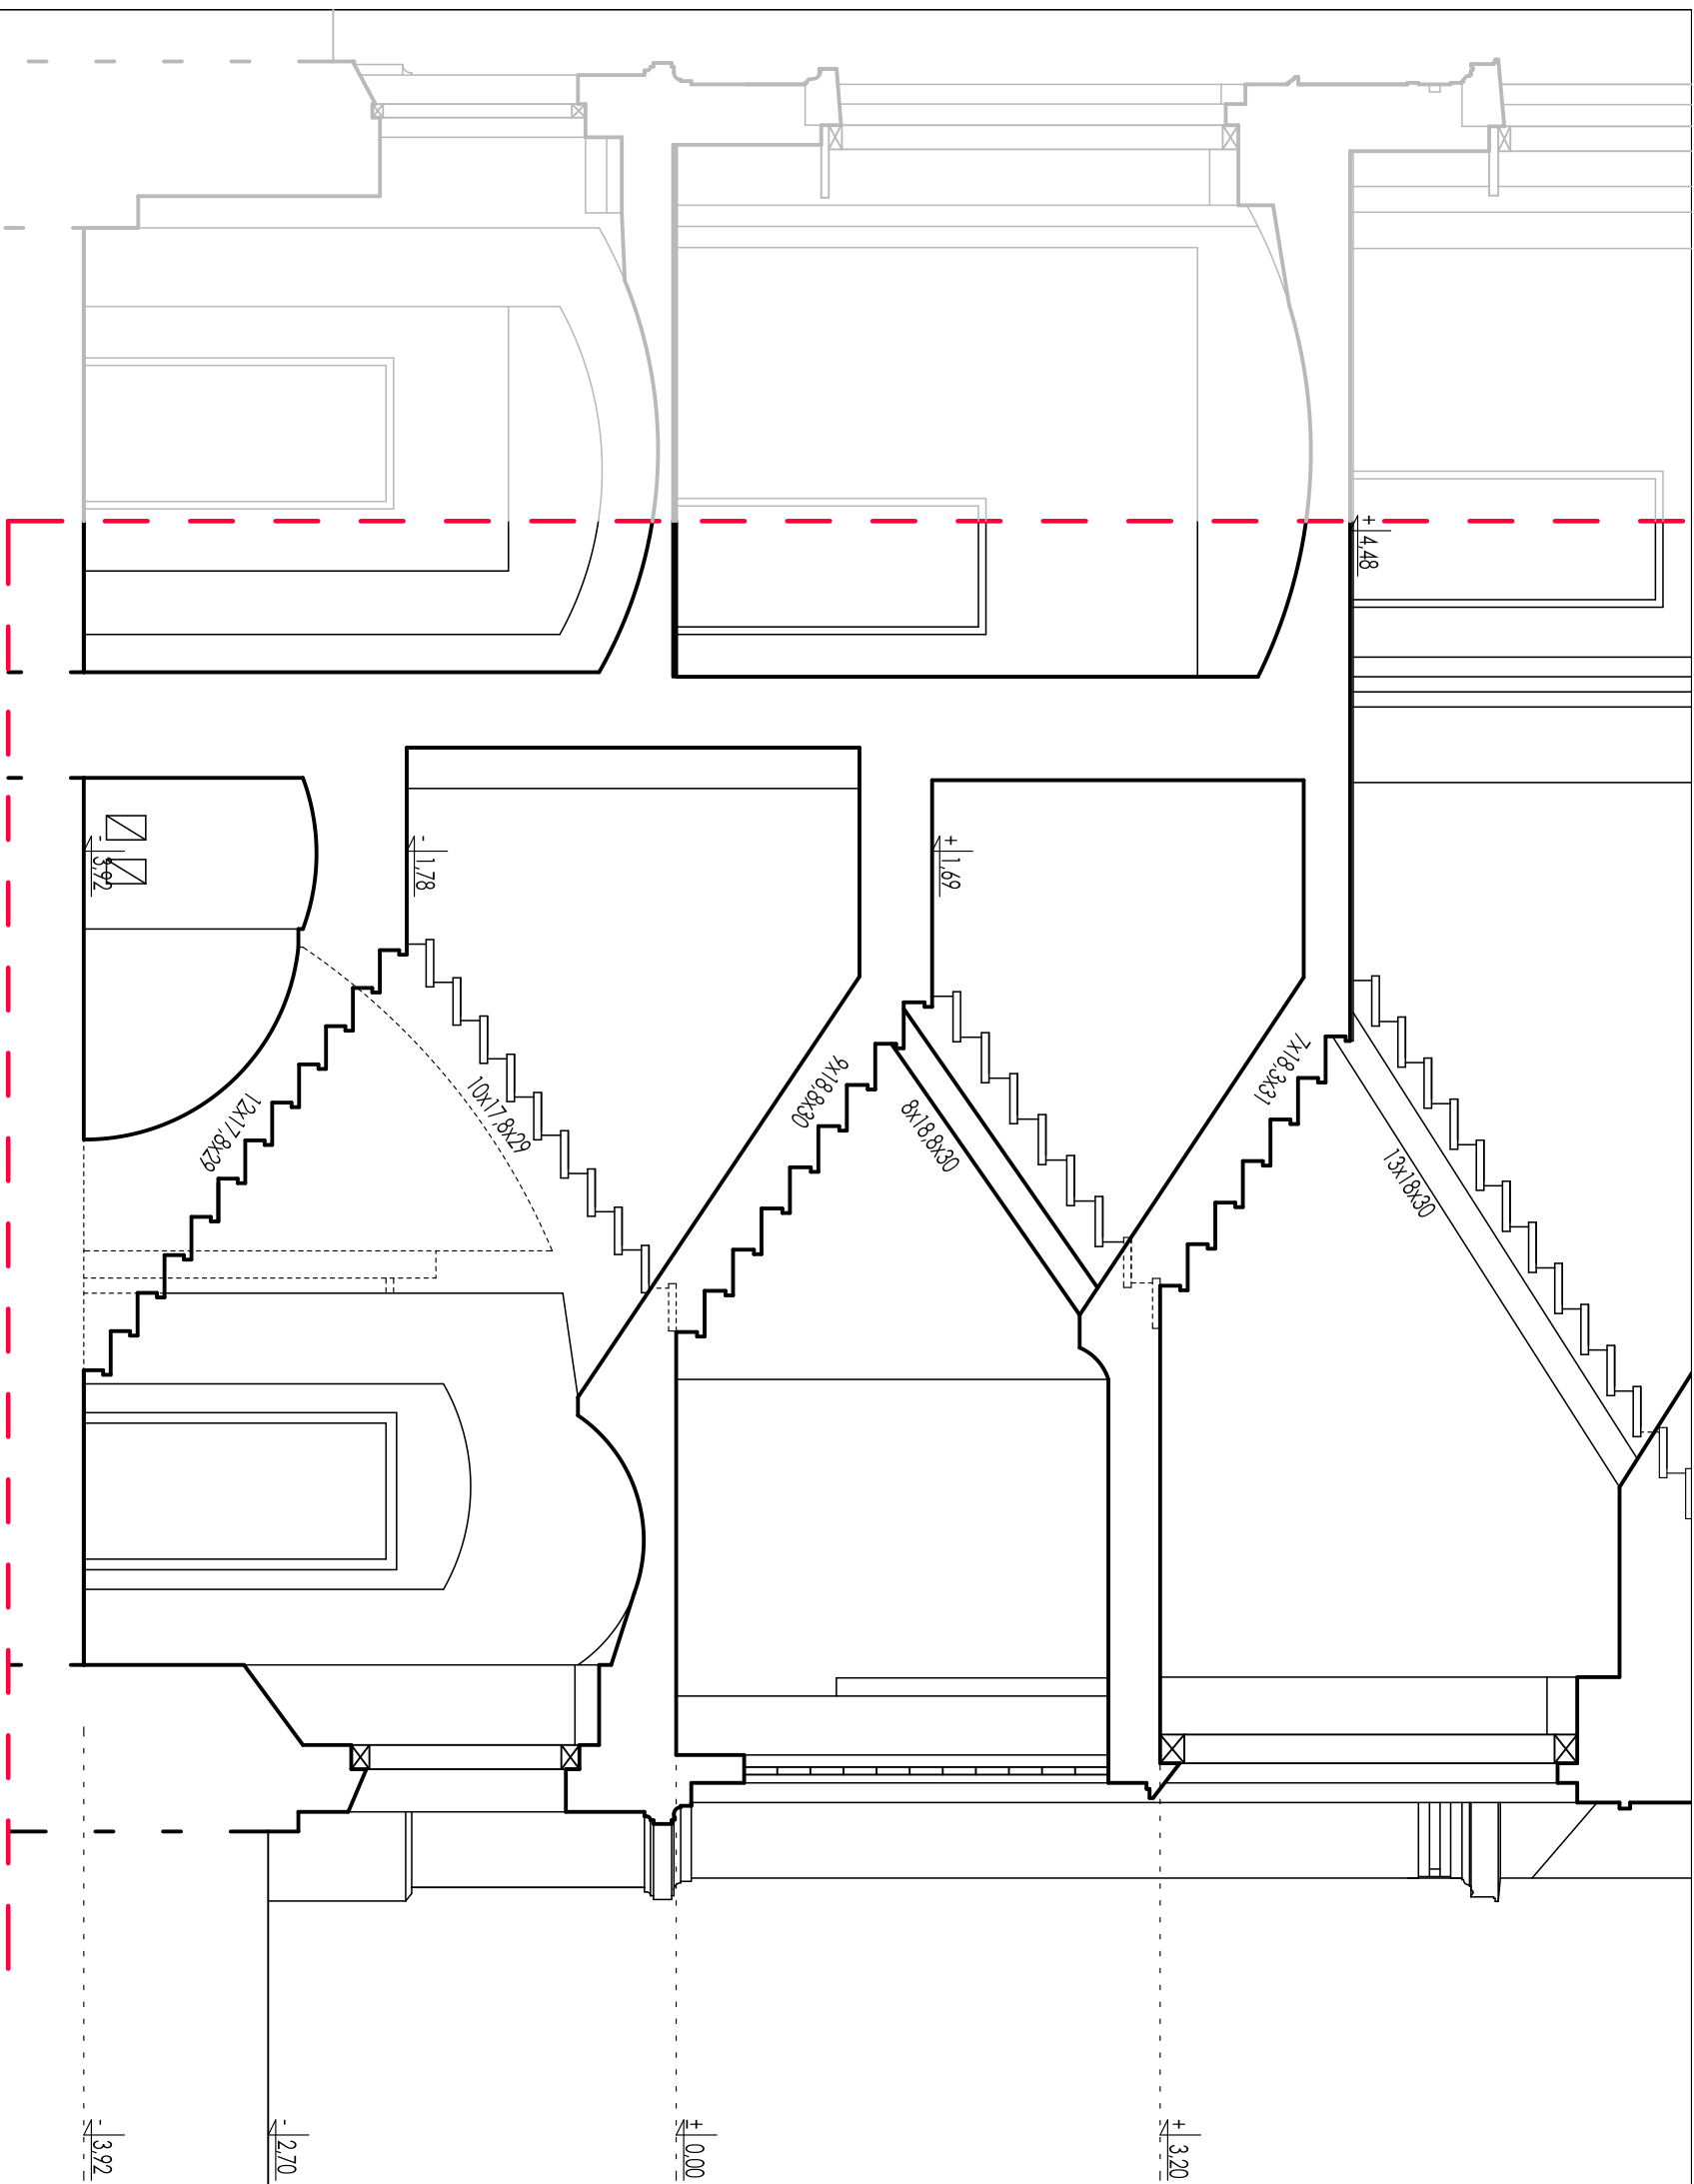 + 4,48
- 3,92
- 1,78
+ 1,69
12x17,8x29
10x17,8x29
9x18,8x30
8x18,8x30
7x18,3x31
13x18x30
- 3,92
- 2,70
± 0,00
+ 3,20